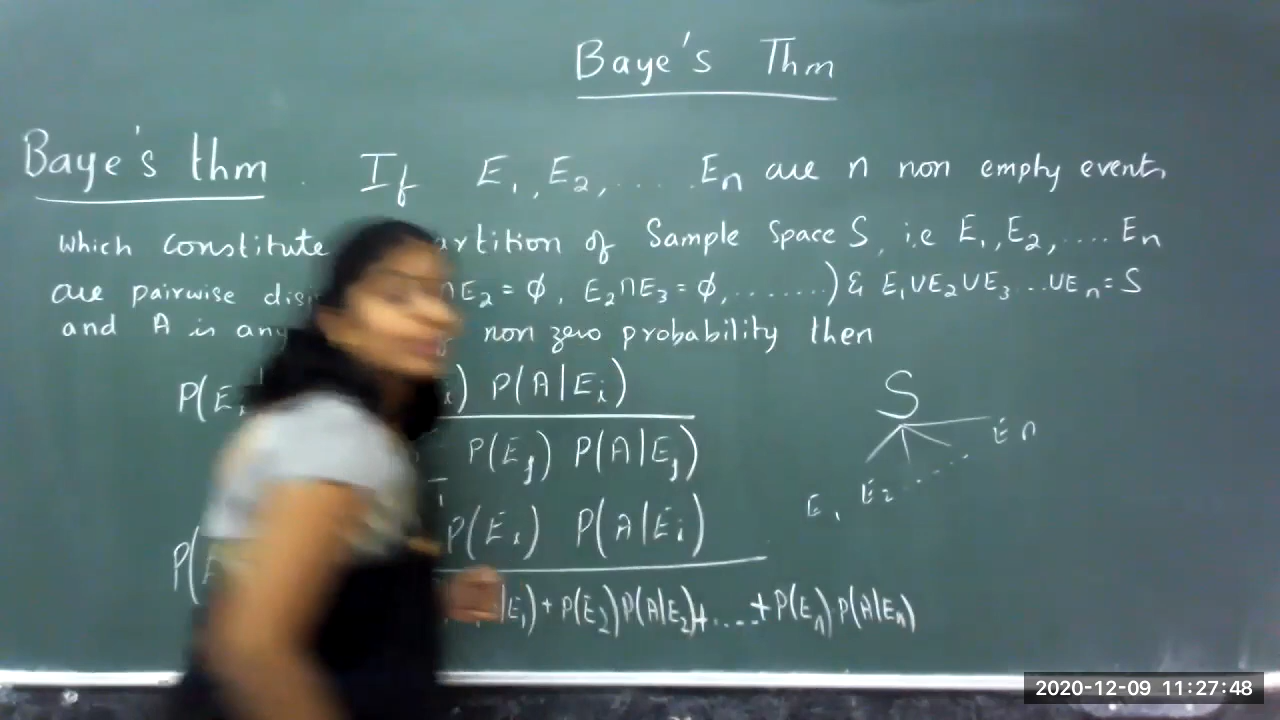 Baye's Thm
Baye's thm. If E₁, E₂, ..... En are n non empty events
which constitute partition of Sample Space S, i.e E₁, E₂, .... En
are pairwise ∩E₂ = φ, E₂∩E₃ = φ, ........) & E₁∪E₂∪E₃ ...∪En = S
and A is any non zero probability then
P(Ei ) P(A|Ei)
P(Ej) P(A|Ej)
P(Ei) P(A|Ei)
P(
|E₁) + P(E₂) P(A|E₂) + .... + P(En) P(A|En)
S
E₁ E₂ ...... En
2020-12-09 11:27:48